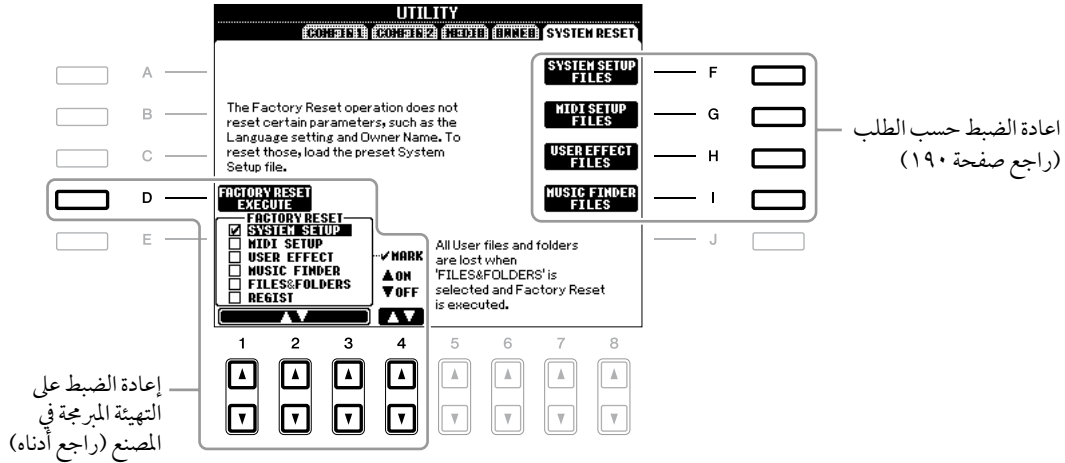 UTILITY
CONFIG 1 CONFIG 2 MEDIA OWNER SYSTEM RESET
A
B
C
D
E
The Factory Reset operation does not
reset certain parameters, such as the
Language setting and Owner Name. To
reset those, load the preset System
Setup file.
SYSTEM SETUP
FILES
MIDI SETUP
FILES
USER EFFECT
FILES
MUSIC FINDER
FILES
F
G
H
I
J
اعادة الضبط حسب الطلب
(راجع صفحة ١٩٠)
FACTORY RESET
EXECUTE
FACTORY RESET
SYSTEM SETUP
MIDI SETUP
USER EFFECT
MUSIC FINDER
FILES&FOLDERS
REGIST
✓MARK
▲ON
▼OFF
All User files and folders
are lost when
'FILES&FOLDERS' is
selected and Factory Reset
is executed.
1 2 3 4 5 6 7 8
إعادة الضبط على
التهيئة المبرمجة في
المصنع (راجع أدناه)